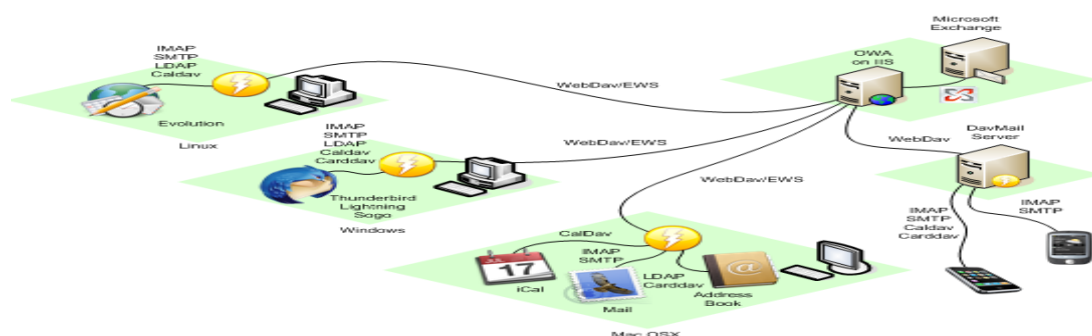 IMAP
SMTP
LDAP
Caldav
Evolution
Linux
WebDav/EWS
IMAP
SMTP
LDAP
Caldav
Carddav
Thunderbird
Lightning
Sogo
Windows
WebDav/EWS
Microsoft
Exchange
OWA
on IIS
WebDav
DavMail
Server
WebDav/EWS
IMAP
SMTP
Caldav
Carddav
IMAP
SMTP
CalDav
17
iCal
IMAP
SMTP
Mail
LDAP
Carddav
@
Address
Book
Mac OSX